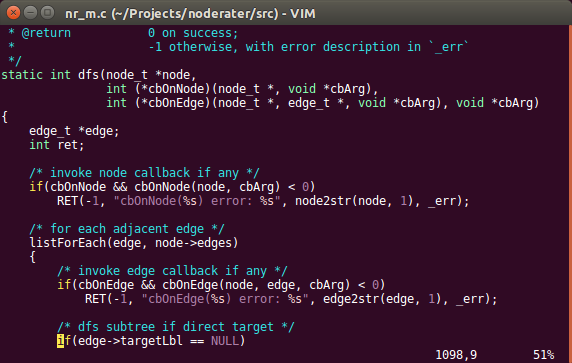 nr_m.c (~/Projects/noderater/src) - VIM
 * @return           0 on success;
 *                   -1 otherwise, with error description in `_err`
 */
static int dfs(node_t *node,
               int (*cbOnNode)(node_t *, void *cbArg),
               int (*cbOnEdge)(node_t *, edge_t *, void *cbArg), void *cbArg)
{
    edge_t *edge;
    int ret;
    /* invoke node callback if any */
    if(cbOnNode && cbOnNode(node, cbArg) < 0)
        RET(-1, "cbOnNode(%s) error: %s", node2str(node, 1), _err);
    /* for each adjacent edge */
    listForEach(edge, node->edges)
    {
        /* invoke edge callback if any */
        if(cbOnEdge && cbOnEdge(node, edge, cbArg) < 0)
            RET(-1, "cbOnEdge(%s) error: %s", edge2str(edge, 1), _err);
        /* dfs subtree if direct target */
        if(edge->targetLbl == NULL)
1098,9 51%